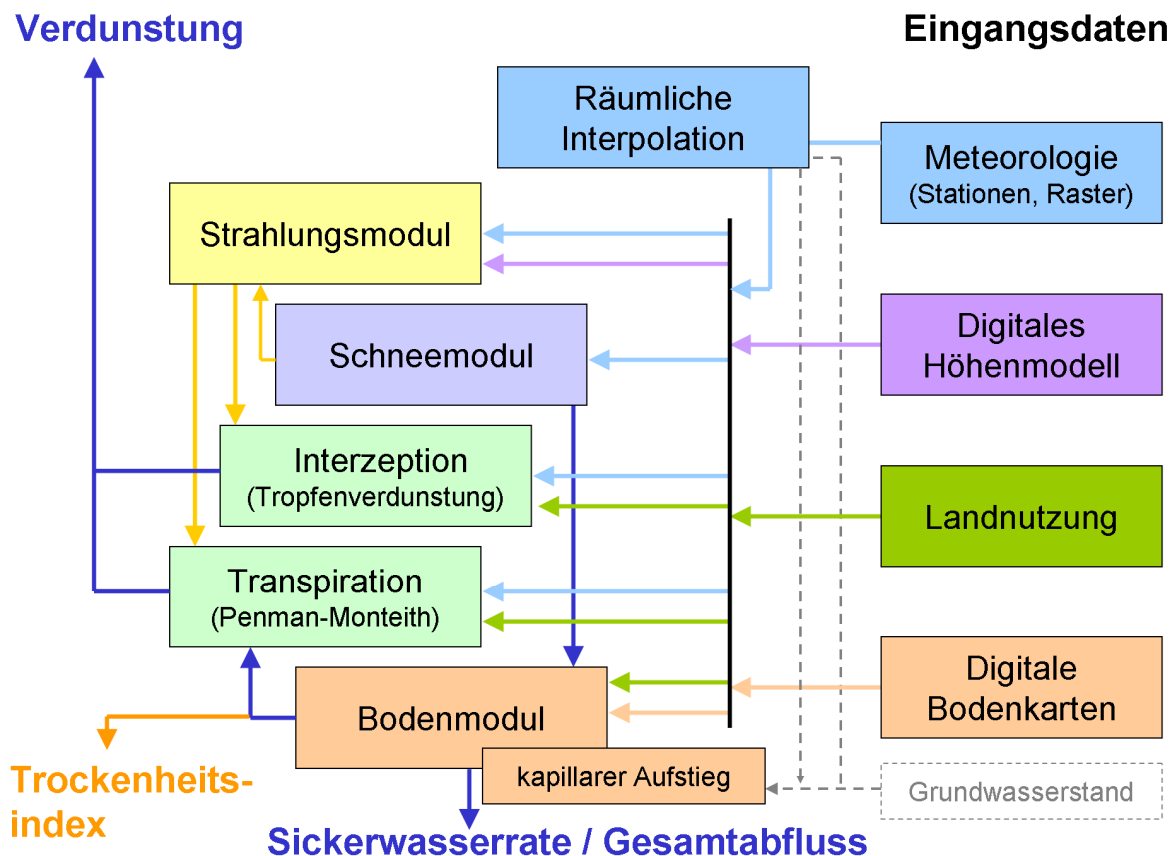 Verdunstung
Eingangsdaten
Räumliche
Interpolation
Meteorologie
(Stationen, Raster)
Strahlungsmodul
Digitales
Höhenmodell
Schneemodul
Interzeption
(Tropfenverdunstung)
Landnutzung
Transpiration
(Penman-Monteith)
Digitale
Bodenkarten
Bodenmodul
kapillarer Aufstieg
Grundwasserstand
Trockenheits-
index
Sickerwasserrate / Gesamtabfluss